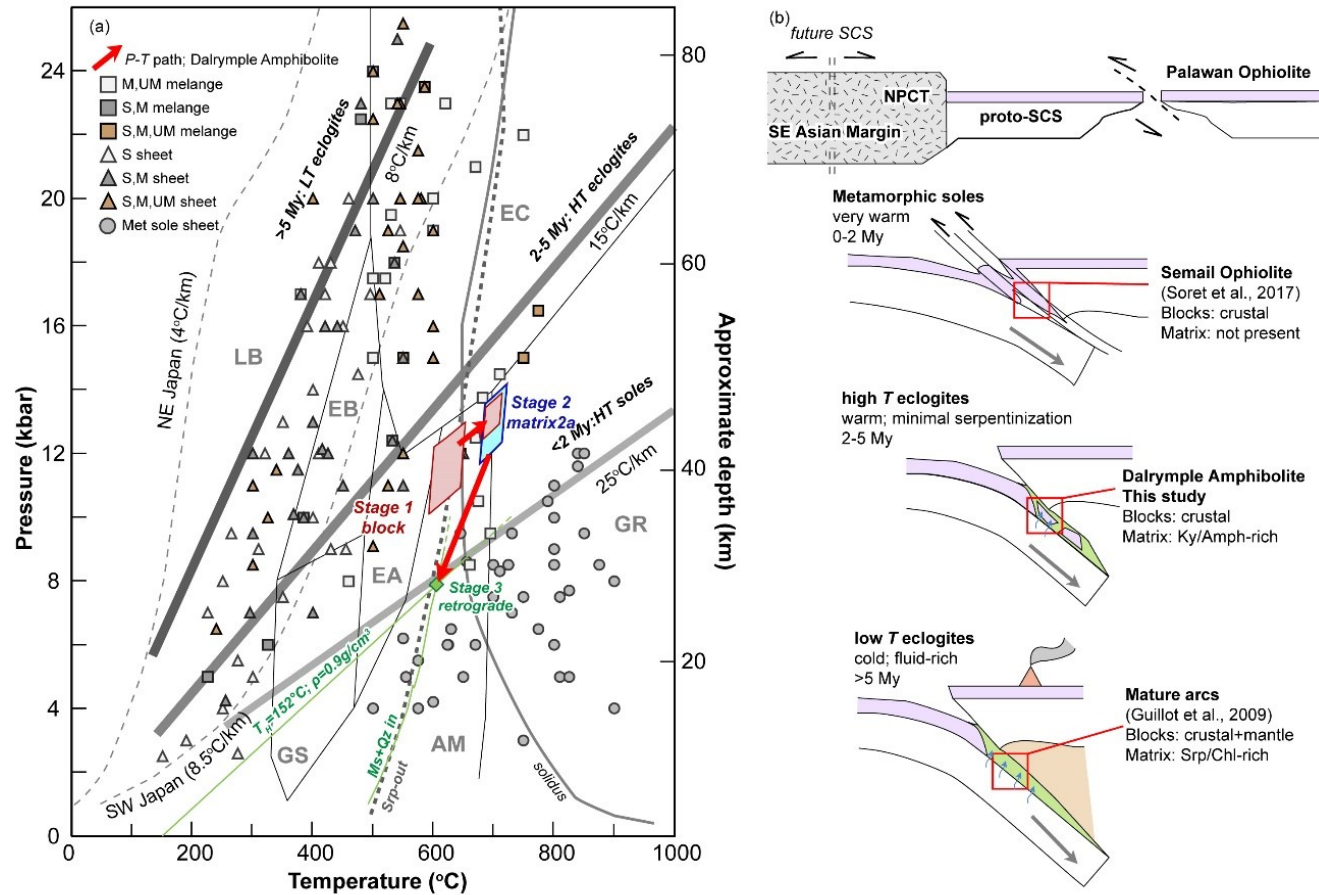 (a)
P-T path; Dalrymple Amphibolite
M,UM melange
S,M melange
S,M,UM melange
S sheet
S,M sheet
S,M,UM sheet
Met sole sheet
24
20
16
12
8
4
0
Pressure (kbar)
0
200
400
600
800
1000
Temperature (°C)
80
60
40
20
Approximate depth (km)
NE Japan (4°C/km)
>5 My: LT eclogites
8°C/km
2-5 My: HT eclogites
15°C/km
<2 My:HT soles
25°C/km
SW Japan (8.5°C/km)
LB
EB
EC
EA
GS
AM
GR
Stage 1
block
Stage 2
matrix2a
Stage 3
retrograde
TH=152°C; ρ=0.9g/cm³
Ms+Qz in
Srp-out
solidus
(b)
future SCS
NPCT
SE Asian Margin
proto-SCS
Palawan Ophiolite
Metamorphic soles
very warm
0-2 My
Semail Ophiolite
(Soret et al., 2017)
Blocks: crustal
Matrix: not present
high T eclogites
warm; minimal serpentinization
2-5 My
Dalrymple Amphibolite
This study
Blocks: crustal
Matrix: Ky/Amph-rich
low T eclogites
cold; fluid-rich
>5 My
Mature arcs
(Guillot et al., 2009)
Blocks: crustal+mantle
Matrix: Srp/Chl-rich